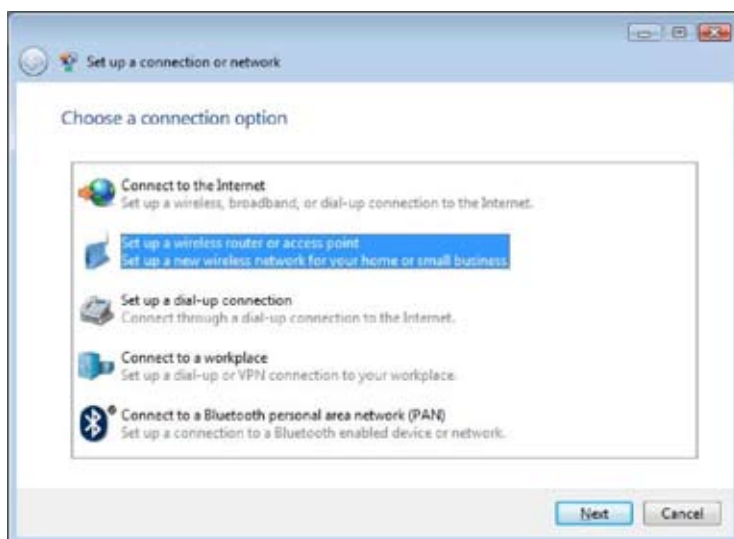 Set up a connection or network
Choose a connection option
Connect to the Internet
Set up a wireless, broadband, or dial-up connection to the Internet.
Set up a wireless router or access point
Set up a new wireless network for your home or small business
Set up a dial-up connection
Connect through a dial-up connection to the Internet.
Connect to a workplace
Set up a dial-up or VPN connection to your workplace.
Connect to a Bluetooth personal area network (PAN)
Set up a connection to a Bluetooth enabled device or network.
Next Cancel